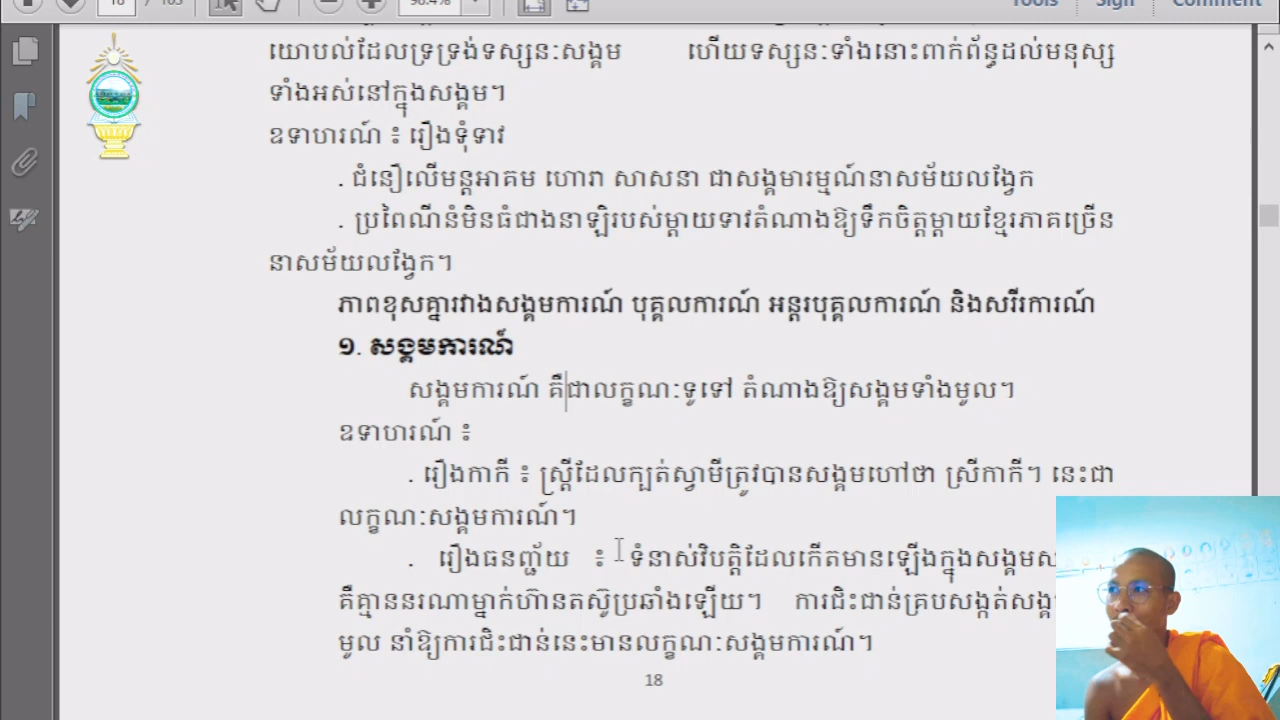 18 / 103
98.4%
Tools Sign Comment
យោបល់ដែលទ្រទ្រង់ទស្សនៈសង្គម ហើយទស្សនៈទាំងនោះពាក់ព័ន្ធដល់មនុស្ស
ទាំងអស់នៅក្នុងសង្គម។
ឧទាហរណ៍ ៖ រឿងទុំទាវ
. ជំនឿលើមន្តអាគម ហោរា សាសនា ជាសង្គមារម្មណ៍នាសម័យលង្វែក
. ប្រពៃណីនំមិនធំជាងនាឡិរបស់ម្ដាយទាវតំណាងឱ្យទឹកចិត្តម្ដាយខ្មែរភាគច្រើន
នាសម័យលង្វែក។
ភាពខុសគ្នារវាងសង្គមការណ៍ បុគ្គលការណ៍ អន្តរបុគ្គលការណ៍ និងសរីរការណ៍
១. សង្គមការណ៍
សង្គមការណ៍ គឺជាលក្ខណៈទូទៅ តំណាងឱ្យសង្គមទាំងមូល។
ឧទាហរណ៍ ៖
. រឿងកាកី ៖ ស្ត្រីដែលក្បត់ស្វាមីត្រូវបានសង្គមហៅថា ស្រីកាកី។ នេះជា
លក្ខណៈសង្គមការណ៍។
. រឿងធនញ្ជ័យ ៖ ទំនាស់វិបត្តិដែលកើតមានឡើងក្នុងសង្គម
គឺគ្មាននរណាម្នាក់ហ៊ានតស៊ូប្រឆាំងឡើយ។ ការជិះជាន់គ្របសង្កត់
មូល នាំឱ្យការជិះជាន់នេះមានលក្ខណៈសង្គមការណ៍។
18